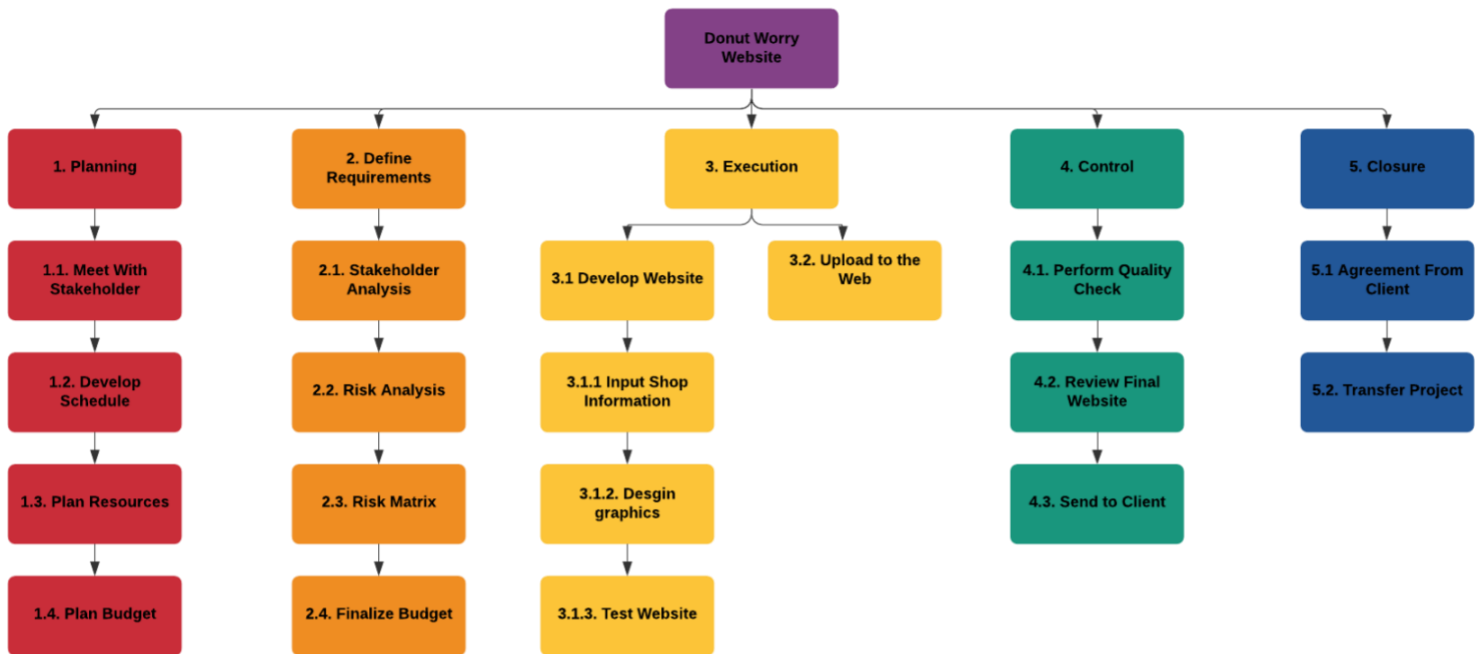 Donut Worry
Website
1. Planning
2. Define
Requirements
3. Execution
4. Control
5. Closure
1.1. Meet With
Stakeholder
2.1. Stakeholder
Analysis
3.1 Develop Website
3.2. Upload to the
Web
4.1. Perform Quality
Check
5.1 Agreement From
Client
1.2. Develop
Schedule
2.2. Risk Analysis
3.1.1 Input Shop
Information
4.2. Review Final
Website
5.2. Transfer Project
1.3. Plan Resources
2.3. Risk Matrix
3.1.2. Desgin
graphics
4.3. Send to Client
1.4. Plan Budget
2.4. Finalize Budget
3.1.3. Test Website